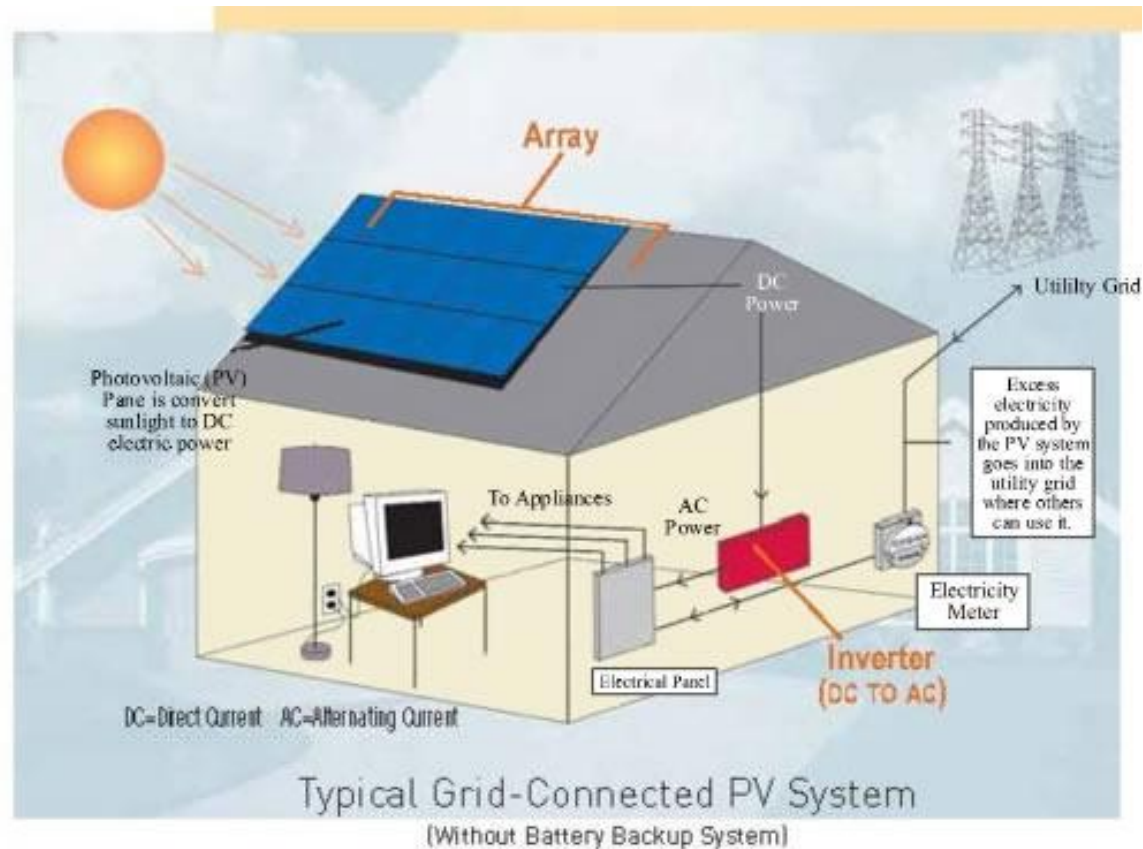 Array
DC
Power
Utililty Grid
Photovoltaic (PV)
Pane is convert
sunlight to DC
electric power
Excess
electricity
produced by
the PV system
goes into the
utility grid
where others
can use it.
To Appliances
AC
Power
Electricity
Meter
Inverter
(DC TO AC)
Electrical Panel
DC=Direct Current AC=Alternating Current
Typical Grid-Connected PV System
(Without Battery Backup System)